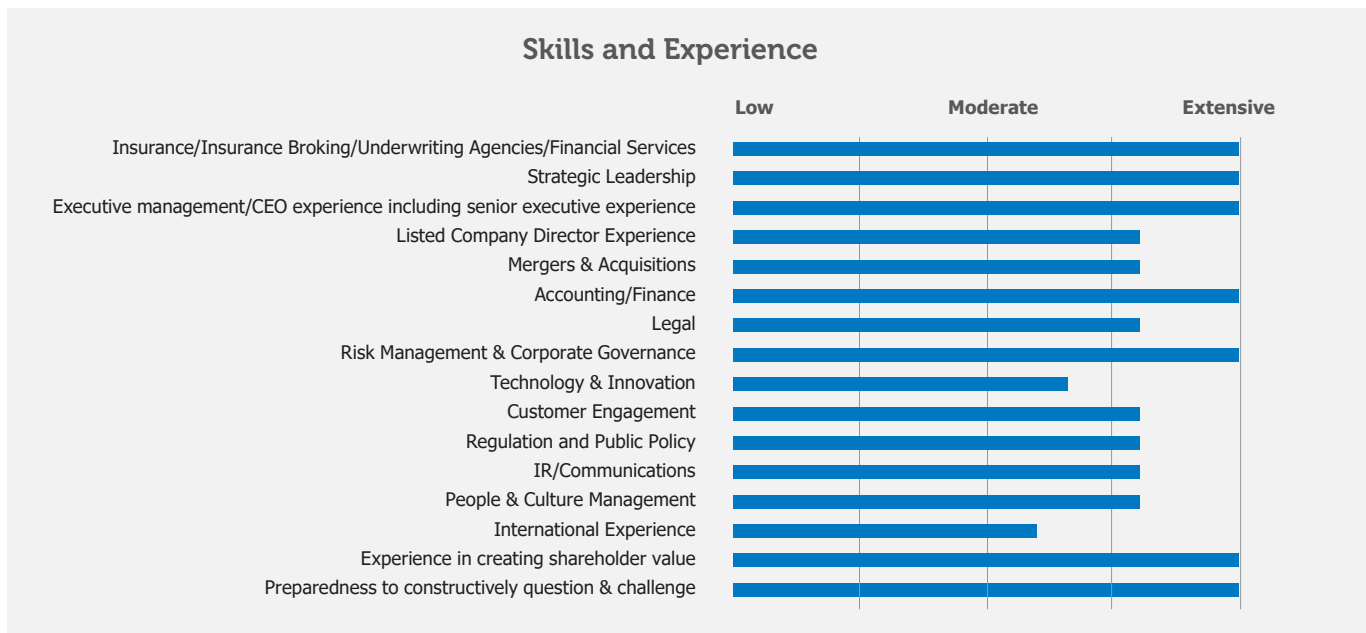 Skills and Experience
Low Moderate Extensive
Insurance/Insurance Broking/Underwriting Agencies/Financial Services
Strategic Leadership
Executive management/CEO experience including senior executive experience
Listed Company Director Experience
Mergers & Acquisitions
Accounting/Finance
Legal
Risk Management & Corporate Governance
Technology & Innovation
Customer Engagement
Regulation and Public Policy
IR/Communications
People & Culture Management
International Experience
Experience in creating shareholder value
Preparedness to constructively question & challenge